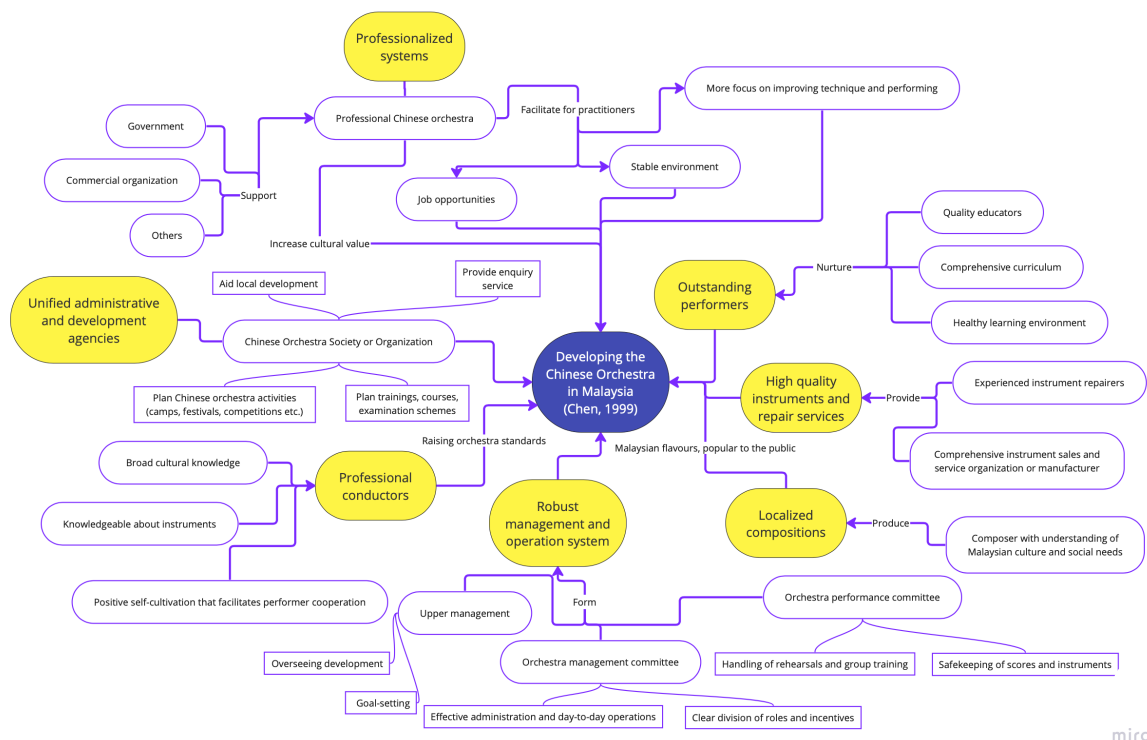 Professionalized
systems
Professional Chinese orchestra
Facilitate for practitioners
More focus on improving technique and performing
Government
Commercial organization
Others
Support
Stable environment
Job opportunities
Increase cultural value
Quality educators
Comprehensive curriculum
Healthy learning environment
Nurture
Outstanding
performers
Aid local development
Provide enquiry
service
Unified administrative
and development
agencies
Chinese Orchestra Society or Organization
Plan Chinese orchestra activities
(camps, festivals, competitions etc.)
Plan trainings, courses,
examination schemes
Developing the
Chinese Orchestra
in Malaysia
(Chen, 1999)
High quality
instruments and
repair services
Provide
Experienced instrument repairers
Comprehensive instrument sales and
service organization or manufacturer
Raising orchestra standards
Malaysian flavours, popular to the public
Broad cultural knowledge
Knowledgeable about instruments
Positive self-cultivation that facilitates performer cooperation
Professional
conductors
Robust
management and
operation system
Localized
compositions
Produce
Composer with understanding of
Malaysian culture and social needs
Form
Upper management
Overseeing development
Goal-setting
Orchestra management committee
Effective administration and day-to-day operations
Clear division of roles and incentives
Orchestra performance committee
Handling of rehearsals and group training
Safekeeping of scores and instruments